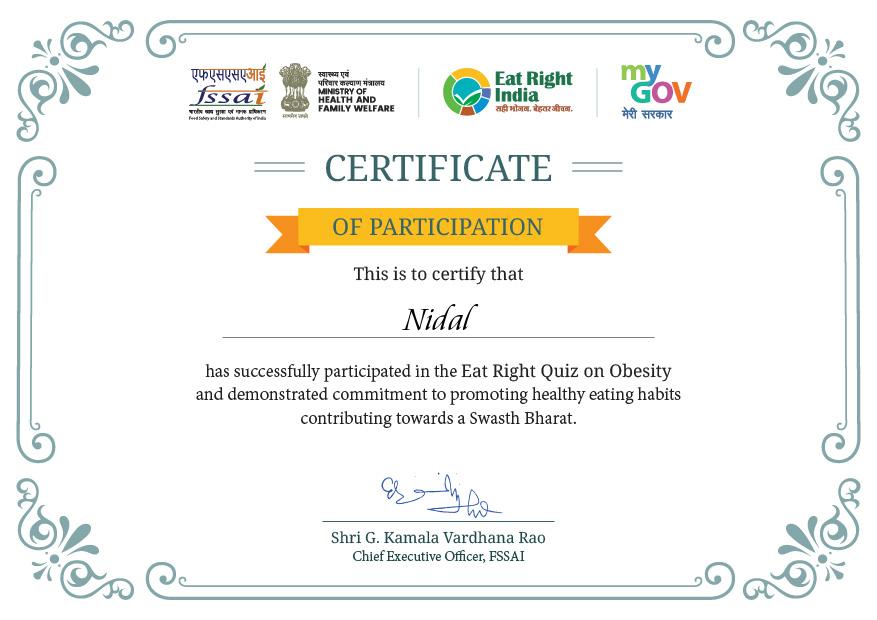 एफएसएसएआई
fssai
भारतीय खाद्य सुरक्षा एवं मानक प्राधिकरण
Food Safety and Standards Authority of India
सत्यमेव जयते
स्वास्थ्य एवं
परिवार कल्याण मंत्रालय
MINISTRY OF
HEALTH AND
FAMILY WELFARE
Eat Right
India
सही भोजन. बेहतर जीवन.
my
GOV
मेरी सरकार
CERTIFICATE
OF PARTICIPATION
This is to certify that
Nidal
has successfully participated in the Eat Right Quiz on Obesity
and demonstrated commitment to promoting healthy eating habits
contributing towards a Swasth Bharat.
Shri G. Kamala Vardhana Rao
Chief Executive Officer, FSSAI